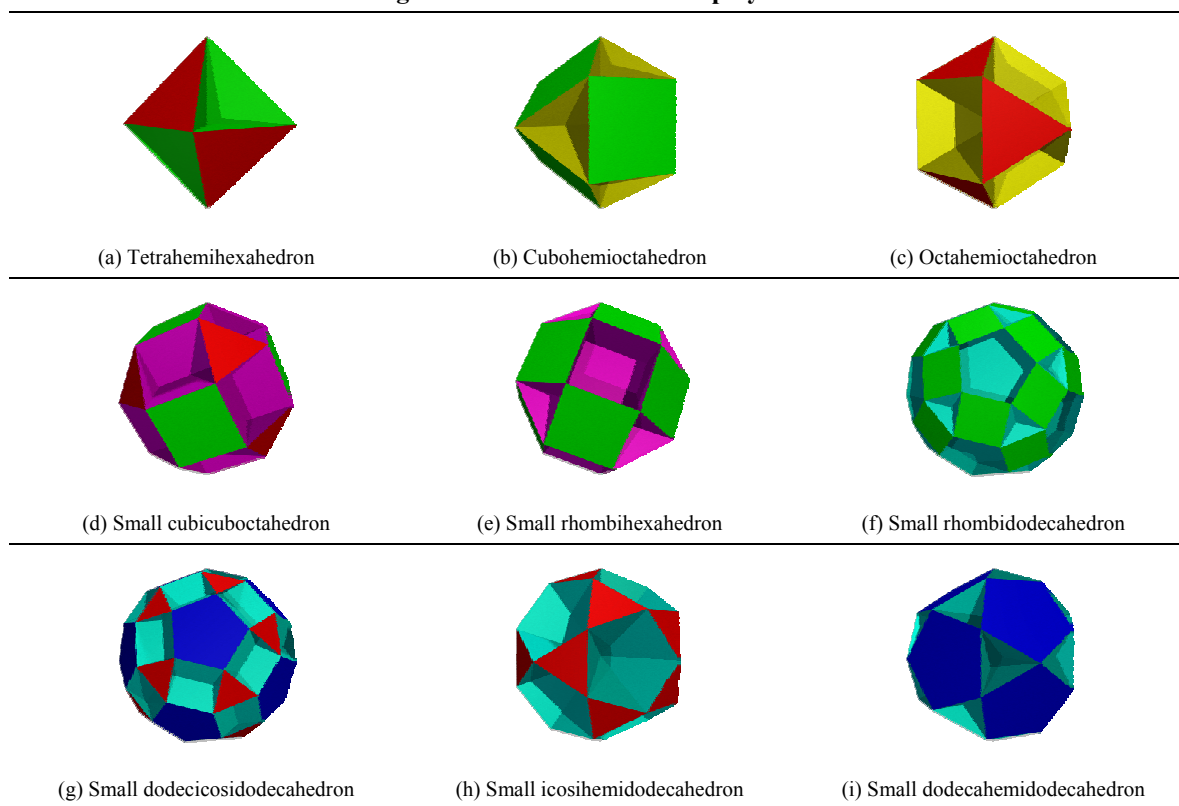 (a) Tetrahemihexahedron (b) Cubohemioctahedron (c) Octahemioctahedron
(d) Small cubicuboctahedron (e) Small rhombihexahedron (f) Small rhombidodecahedron
(g) Small dodecicosidodecahedron (h) Small icosihemidodecahedron (i) Small dodecahemidodecahedron